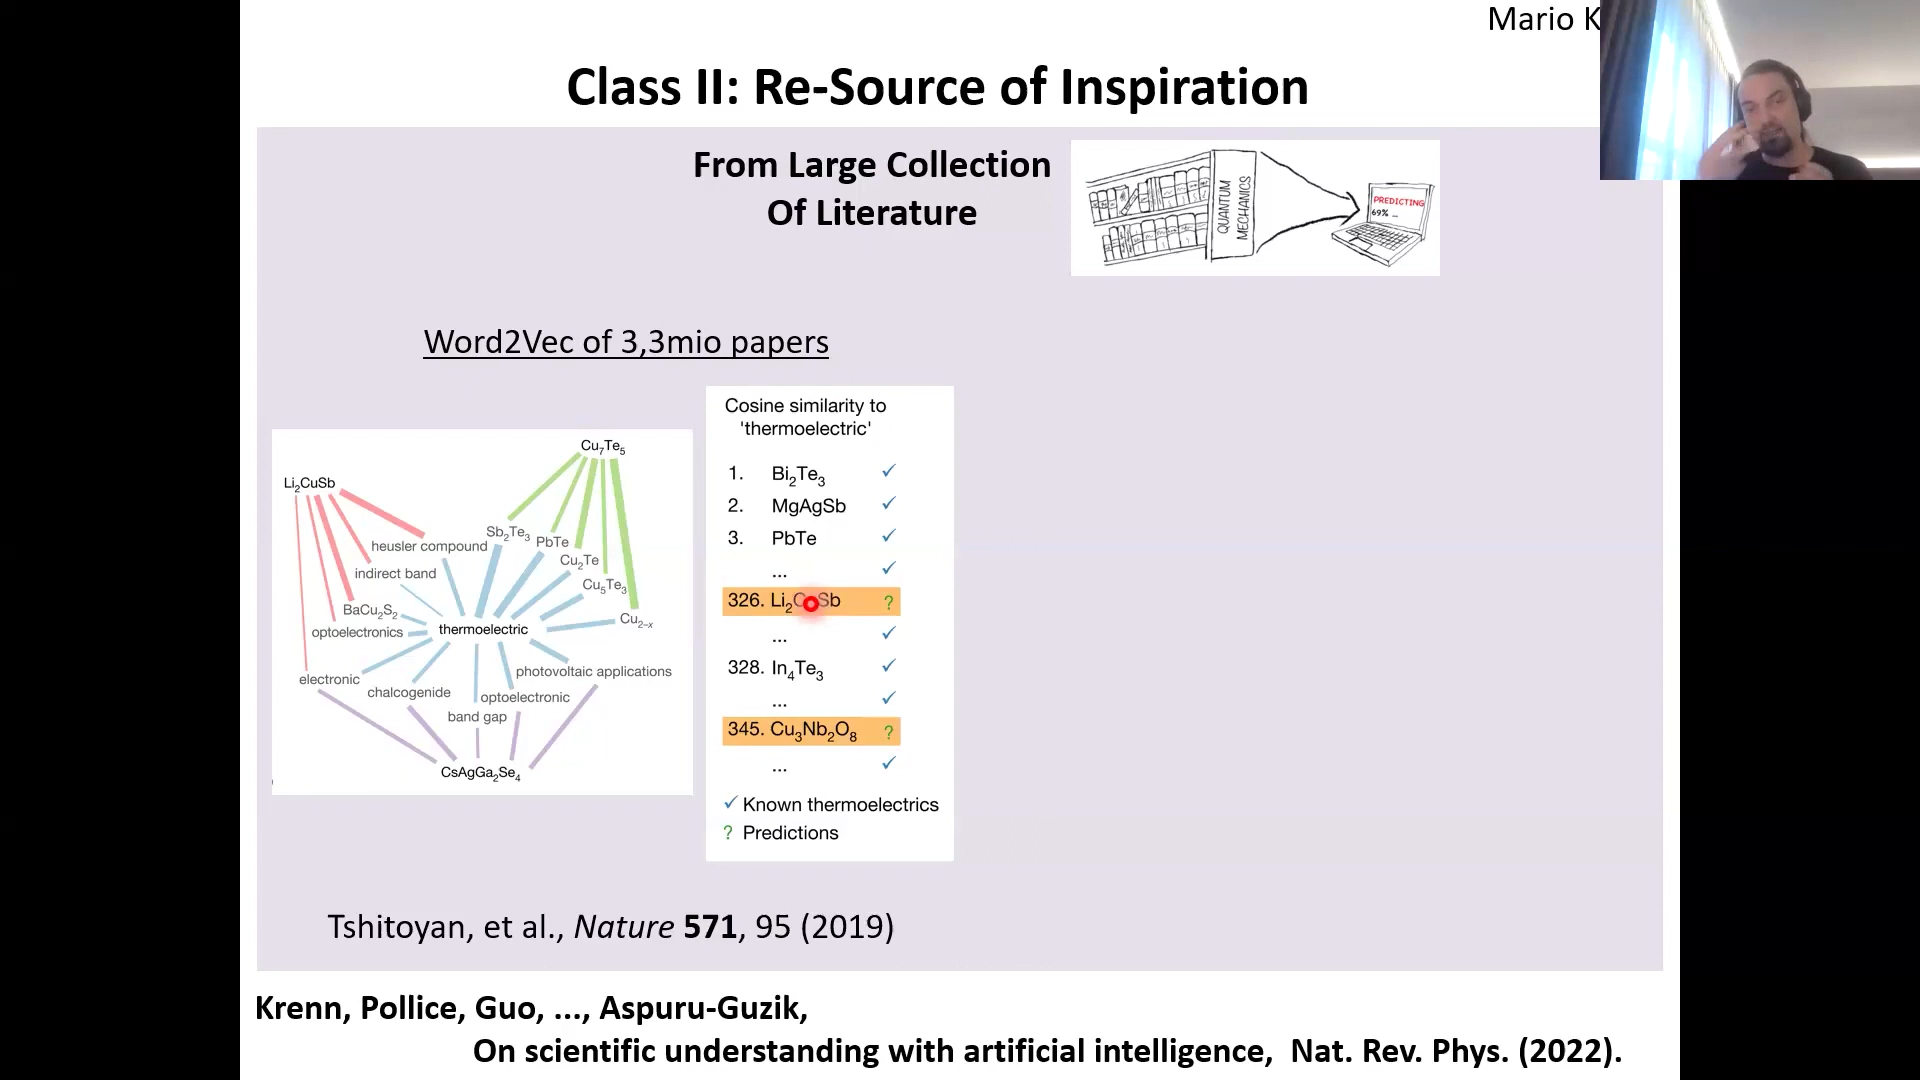 Mario K
Class II: Re-Source of Inspiration
From Large Collection
Of Literature
QUANTUM
MECHANICS
PREDICTING
69% ...
Word2Vec of 3,3mio papers
Cu₇Te₅
Li₂CuSb
Sb₂Te₃
PbTe
heusler compound
Cu₂Te
indirect band
Cu₅Te₃
BaCu₂S₂
Cu₂₋ₓ
optoelectronics
thermoelectric
electronic
photovoltaic applications
chalcogenide
optoelectronic
band gap
CsAgGa₂Se₄
Cosine similarity to
'thermoelectric'
1. Bi₂Te₃ ✓
2. MgAgSb ✓
3. PbTe ✓
... ✓
326. Li₂CuSb ?
... ✓
328. In₄Te₃ ✓
... ✓
345. Cu₃Nb₂O₈ ?
... ✓
✓ Known thermoelectrics
? Predictions
Tshitoyan, et al., Nature 571, 95 (2019)
Krenn, Pollice, Guo, ..., Aspuru-Guzik,
On scientific understanding with artificial intelligence, Nat. Rev. Phys. (2022).